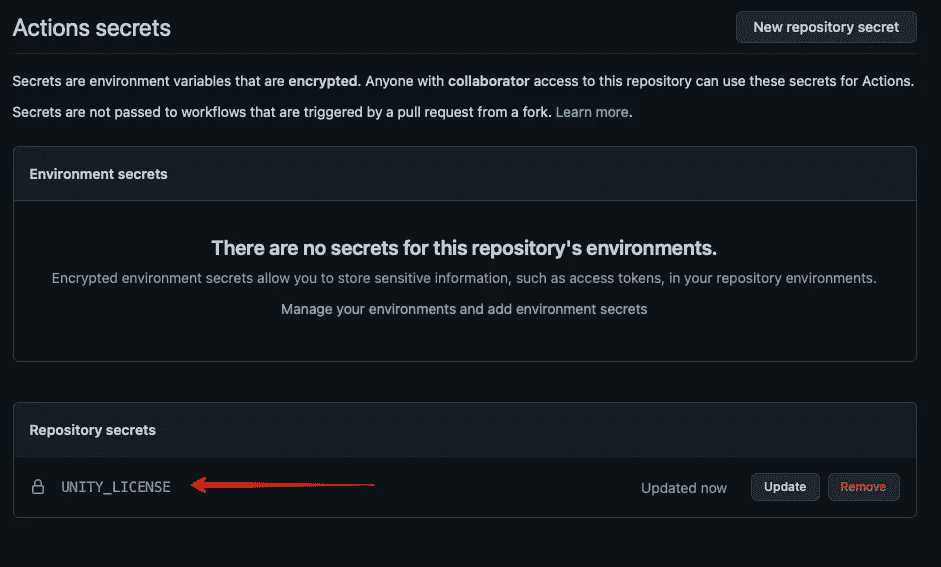 Actions secrets
New repository secret
Secrets are environment variables that are encrypted. Anyone with collaborator access to this repository can use these secrets for Actions.
Secrets are not passed to workflows that are triggered by a pull request from a fork. Learn more.
Environment secrets
There are no secrets for this repository's environments.
Encrypted environment secrets allow you to store sensitive information, such as access tokens, in your repository environments.
Manage your environments and add environment secrets
Repository secrets
UNITY_LICENSE Updated now Update Remove